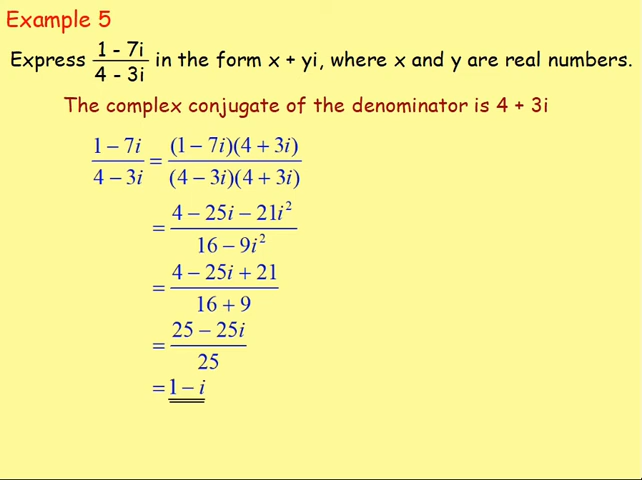 Example 5
Express (1 - 7i)/(4 - 3i) in the form x + yi, where x and y are real numbers.
The complex conjugate of the denominator is 4 + 3i
(1 − 7i)/(4 − 3i) = ((1 − 7i)(4 + 3i))/((4 − 3i)(4 + 3i))
= (4 − 25i − 21i²)/(16 − 9i²)
= (4 − 25i + 21)/(16 + 9)
= (25 − 25i)/25
= 1 − i